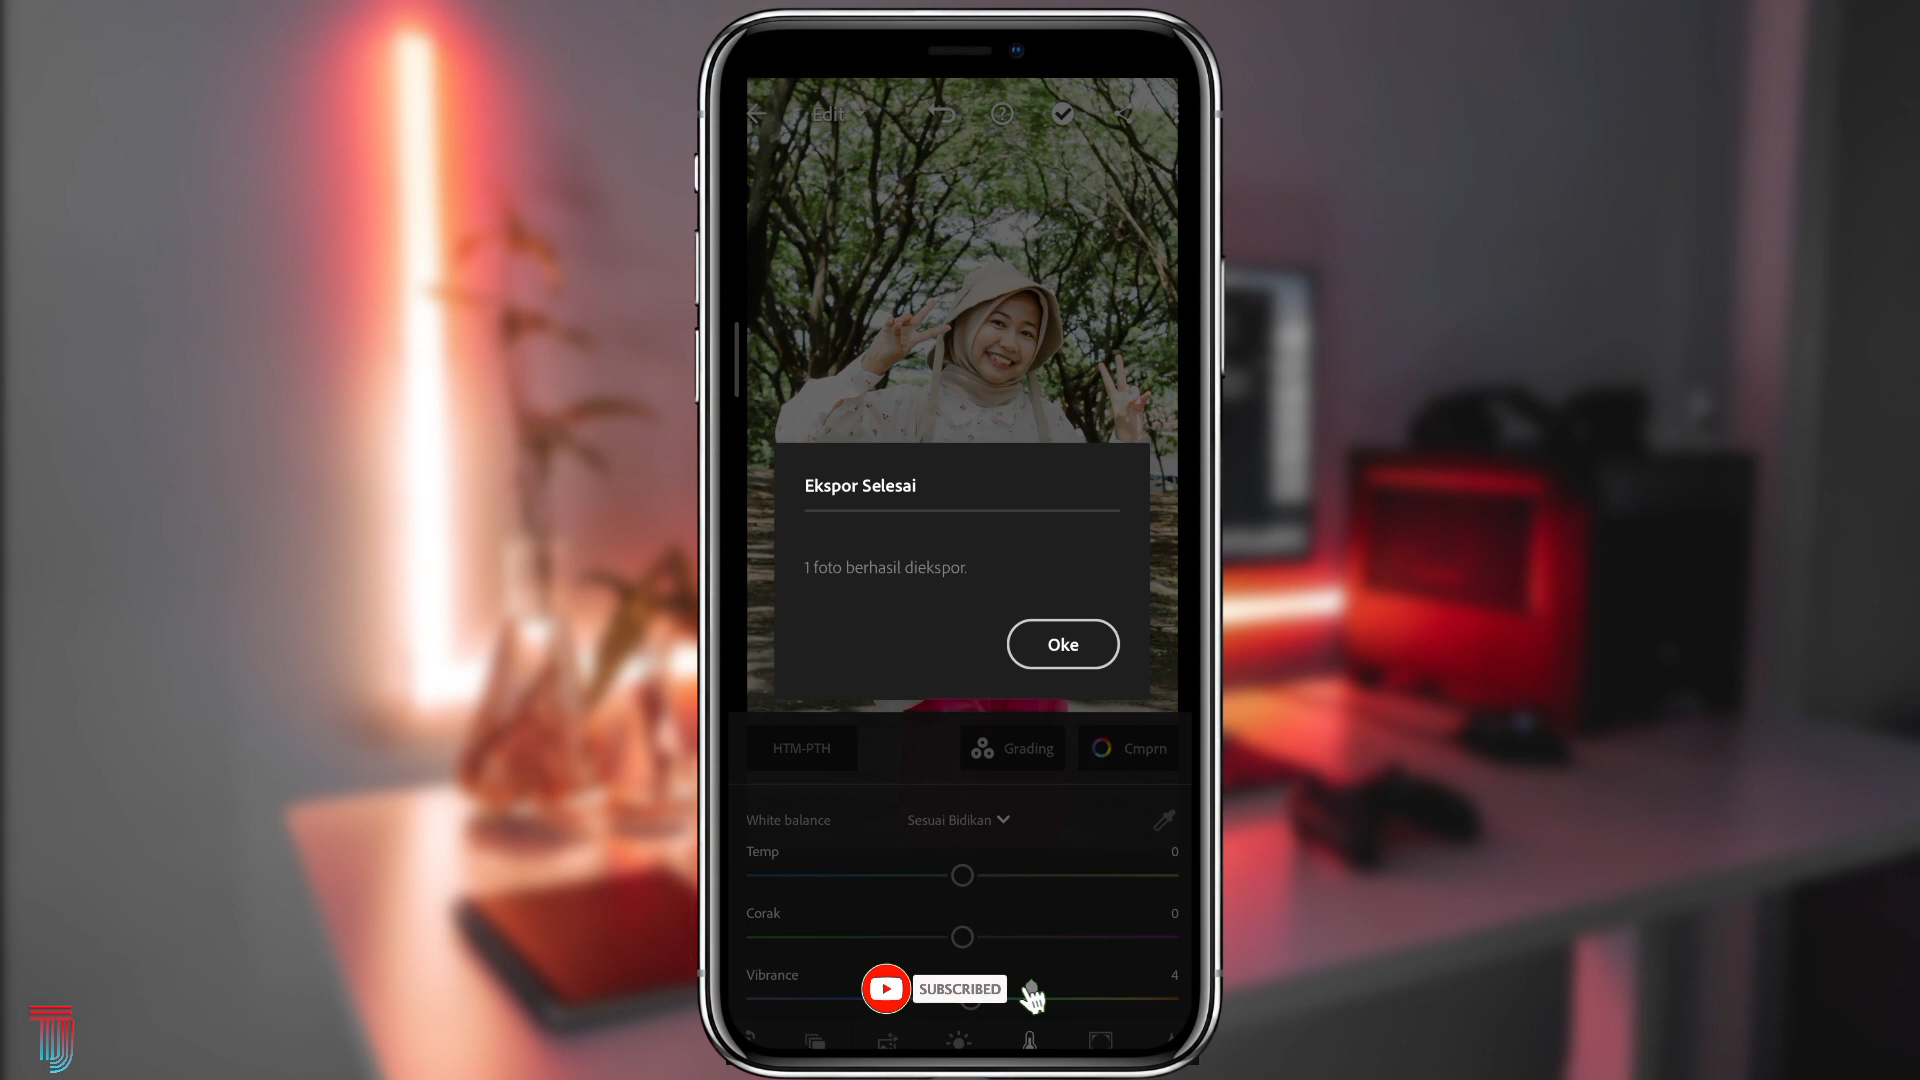 Edit
Ekspor Selesai
1 foto berhasil diekspor.
Oke
HTM-PTH
Grading
Cmprn
White balance
Sesuai Bidikan
Temp
0
Corak
0
Vibrance
4
SUBSCRIBED